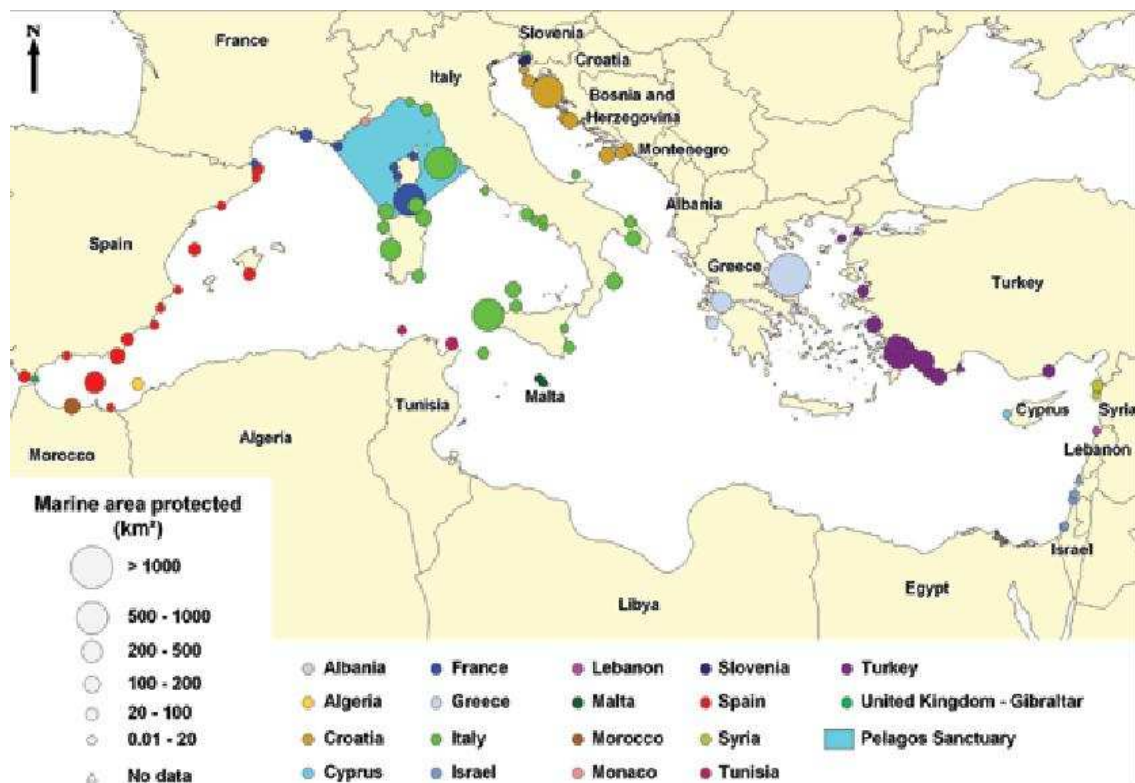 N
France
Slovenia
Croatia
Italy
Bosnia and
Herzegovina
Montenegro
Albania
Spain
Greece
Turkey
Malta
Cyprus
Syria
Tunisia
Algeria
Lebanon
Morocco
Israel
Egypt
Libya
Marine area protected
(km²)
> 1000
500 - 1000
200 - 500
100 - 200
20 - 100
0.01 - 20
No data
Albania
France
Lebanon
Slovenia
Turkey
Algeria
Greece
Malta
Spain
United Kingdom - Gibraltar
Croatia
Italy
Morocco
Syria
Pelagos Sanctuary
Cyprus
Israel
Monaco
Tunisia